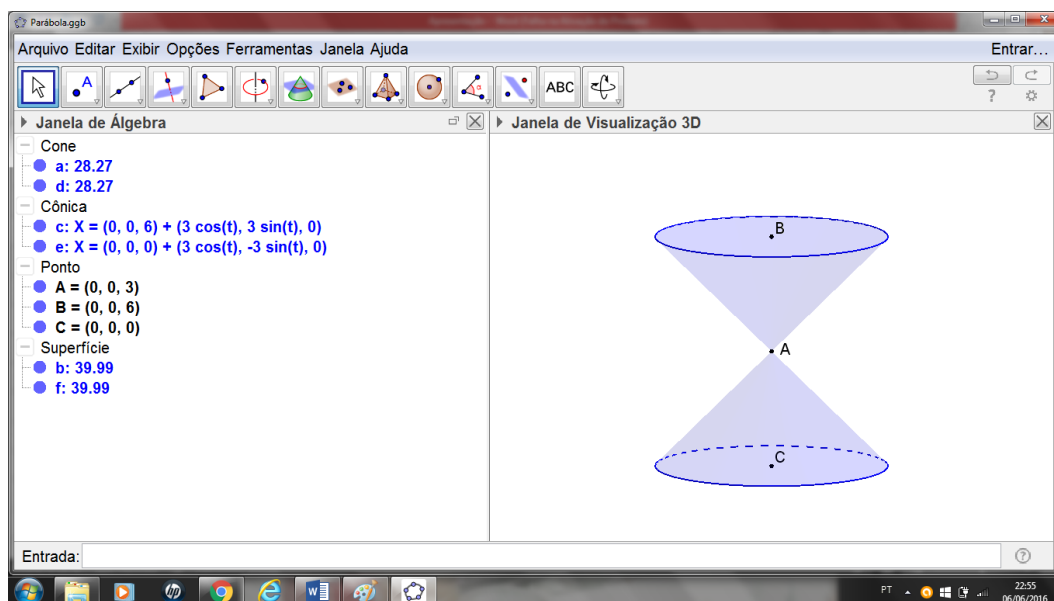 Parábola.ggb
Arquivo Editar Exibir Opções Ferramentas Janela Ajuda
Entrar...
A
α
ABC
?
Janela de Álgebra
Janela de Visualização 3D
Cone
a: 28.27
d: 28.27
Cônica
c: X = (0, 0, 6) + (3 cos(t), 3 sin(t), 0)
e: X = (0, 0, 0) + (3 cos(t), -3 sin(t), 0)
Ponto
A = (0, 0, 3)
B = (0, 0, 6)
C = (0, 0, 0)
Superfície
b: 39.99
f: 39.99
B
A
C
Entrada:
?
hp
W
PT
22:55
06/06/2016